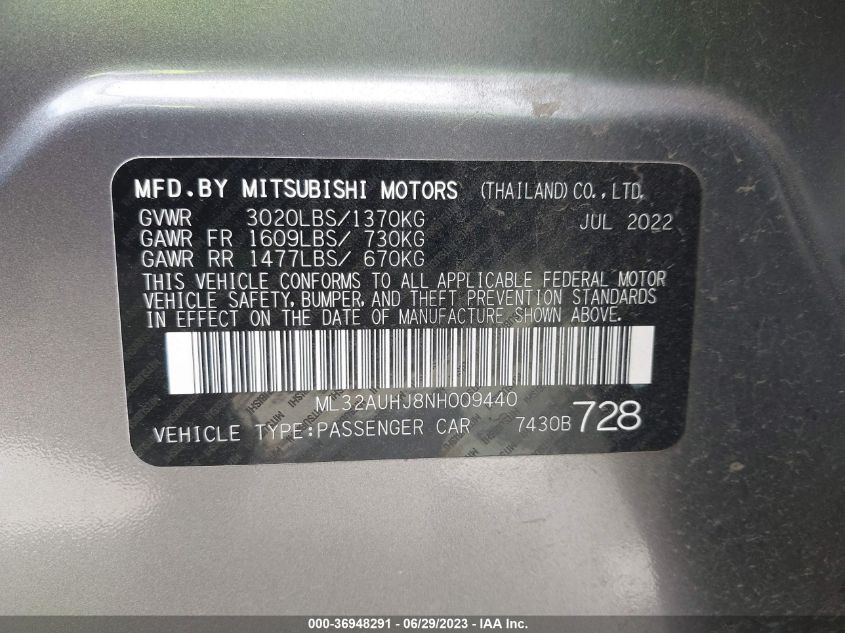 MFD.BY MITSUBISHI MOTORS (THAILAND) CO.,LTD.
GVWR 3020LBS/1370KG JUL 2022
GAWR FR 1609LBS/ 730KG
GAWR RR 1477LBS/ 670KG
THIS VEHICLE CONFORMS TO ALL APPLICABLE FEDERAL MOTOR
VEHICLE SAFETY, BUMPER, AND THEFT PREVENTION STANDARDS
IN EFFECT ON THE DATE OF MANUFACTURE SHOWN ABOVE.
ML32AUHJ8NH009440
VEHICLE TYPE:PASSENGER CAR 7430B 728
000-36948291 - 06/29/2023 - IAA Inc.